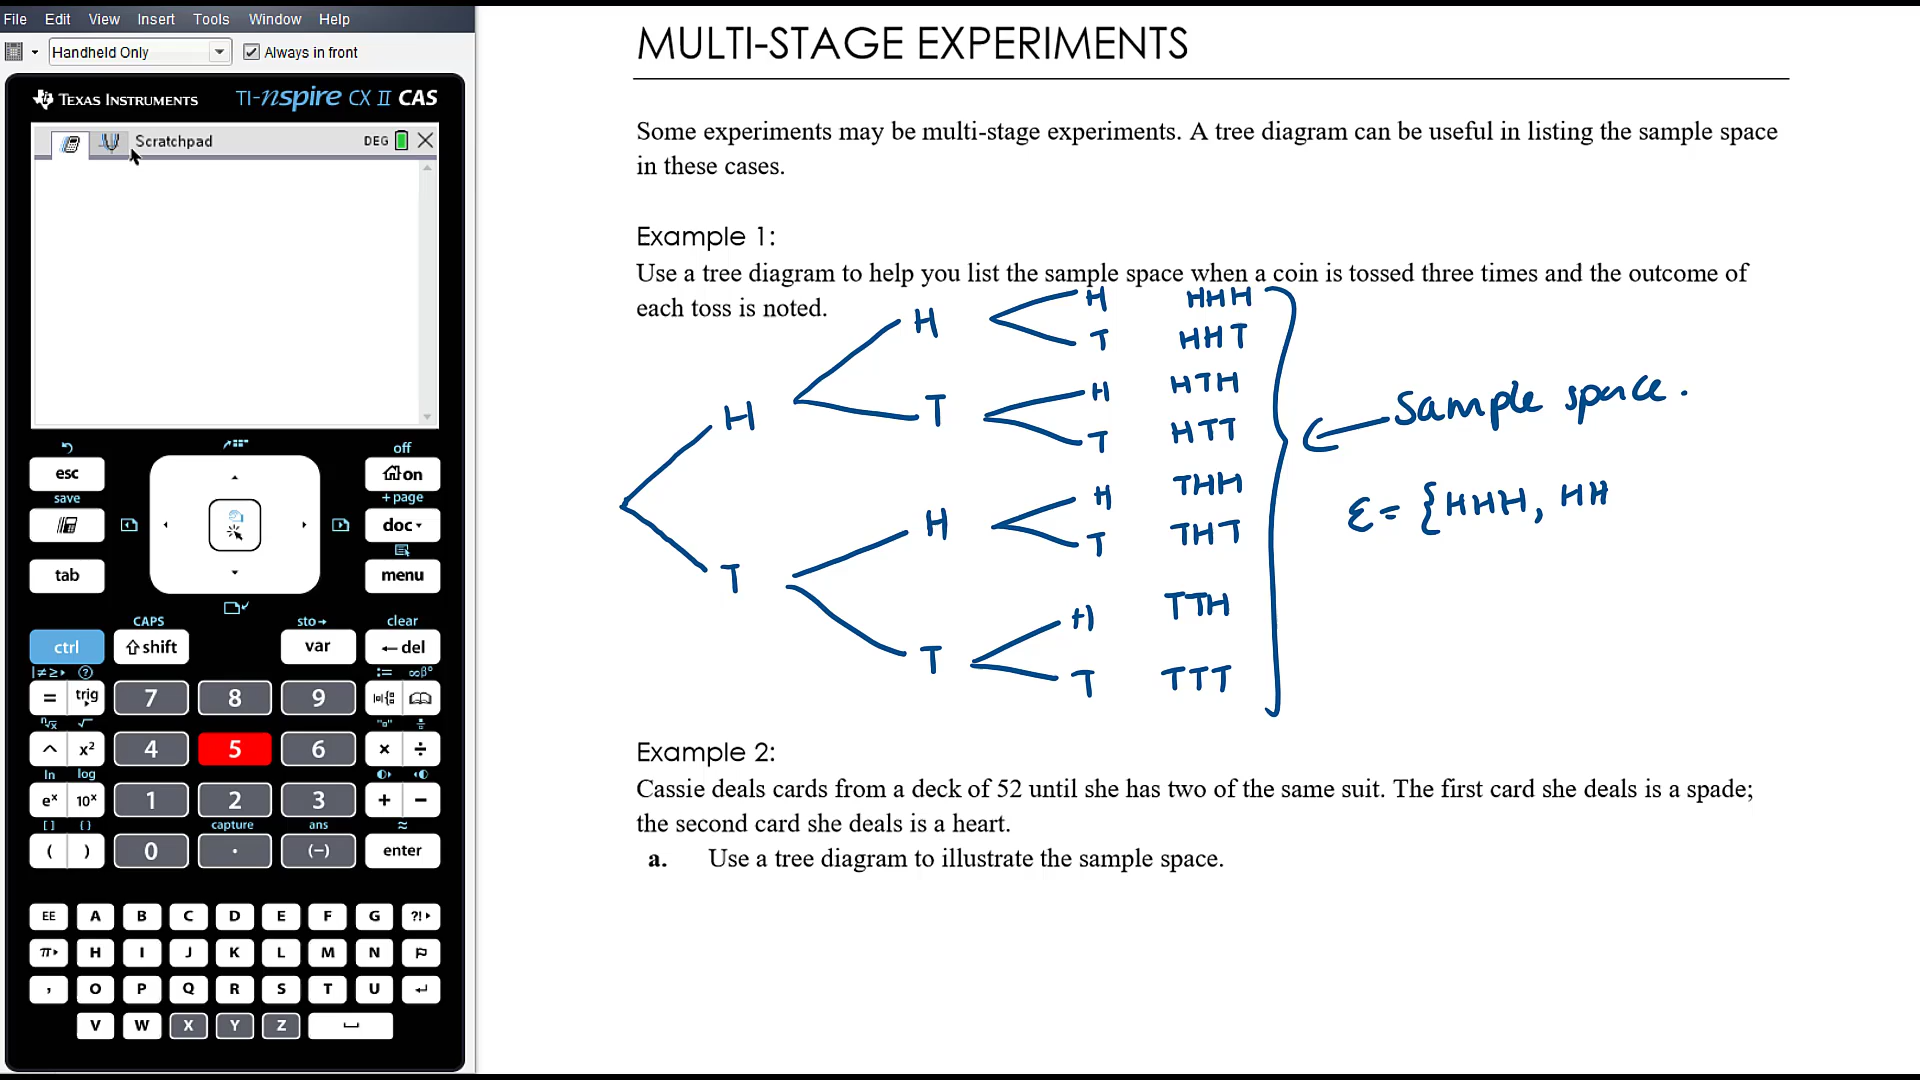 File Edit View Insert Tools Window Help
Handheld Only Always in front
TEXAS INSTRUMENTS TI-nspire CX II CAS
Scratchpad DEG
off
esc on
save + page
doc
tab menu
CAPS sto→ clear
ctrl shift var ←del
= trig 7 8 9
^ x² 4 5 6 × ÷
ln log
eˣ 10ˣ 1 2 3 + −
[ ] { } capture ans ≈
( ) 0 . (−) enter
EE A B C D E F G ?!▸
π▸ H I J K L M N
, O P Q R S T U
V W X Y Z
MULTI-STAGE EXPERIMENTS
Some experiments may be multi-stage experiments. A tree diagram can be useful in listing the sample space
in these cases.
Example 1:
Use a tree diagram to help you list the sample space when a coin is tossed three times and the outcome of
each toss is noted.
H H HHH
T HHT
H T H HTH
T HTT
H H THH
T THT
T T H TTH
T TTT
Sample space.
ε = {HHH, HH
Example 2:
Cassie deals cards from a deck of 52 until she has two of the same suit. The first card she deals is a spade;
the second card she deals is a heart.
a. Use a tree diagram to illustrate the sample space.